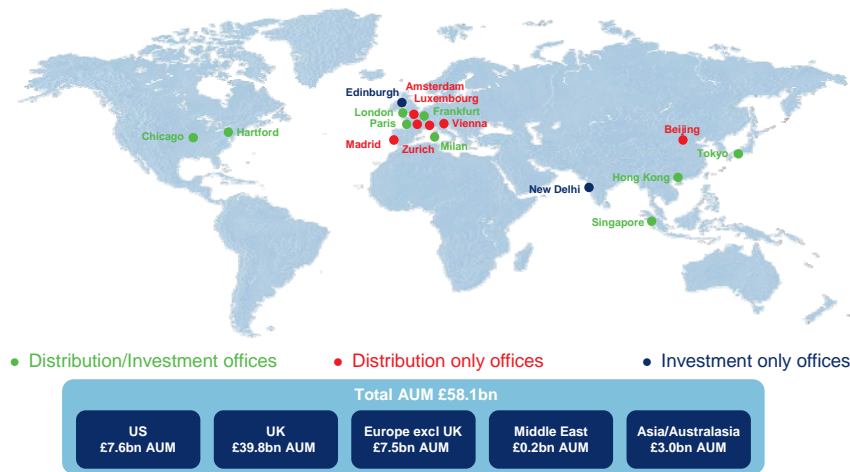 Edinburgh
Amsterdam
Luxembourg
London
Frankfurt
Paris
Vienna
Chicago
Hartford
Madrid
Zurich
Milan
Beijing
Tokyo
Hong Kong
New Delhi
Singapore
Distribution/Investment offices
Distribution only offices
Investment only offices
Total AUM £58.1bn
US
£7.6bn AUM
UK
£39.8bn AUM
Europe excl UK
£7.5bn AUM
Middle East
£0.2bn AUM
Asia/Australasia
£3.0bn AUM